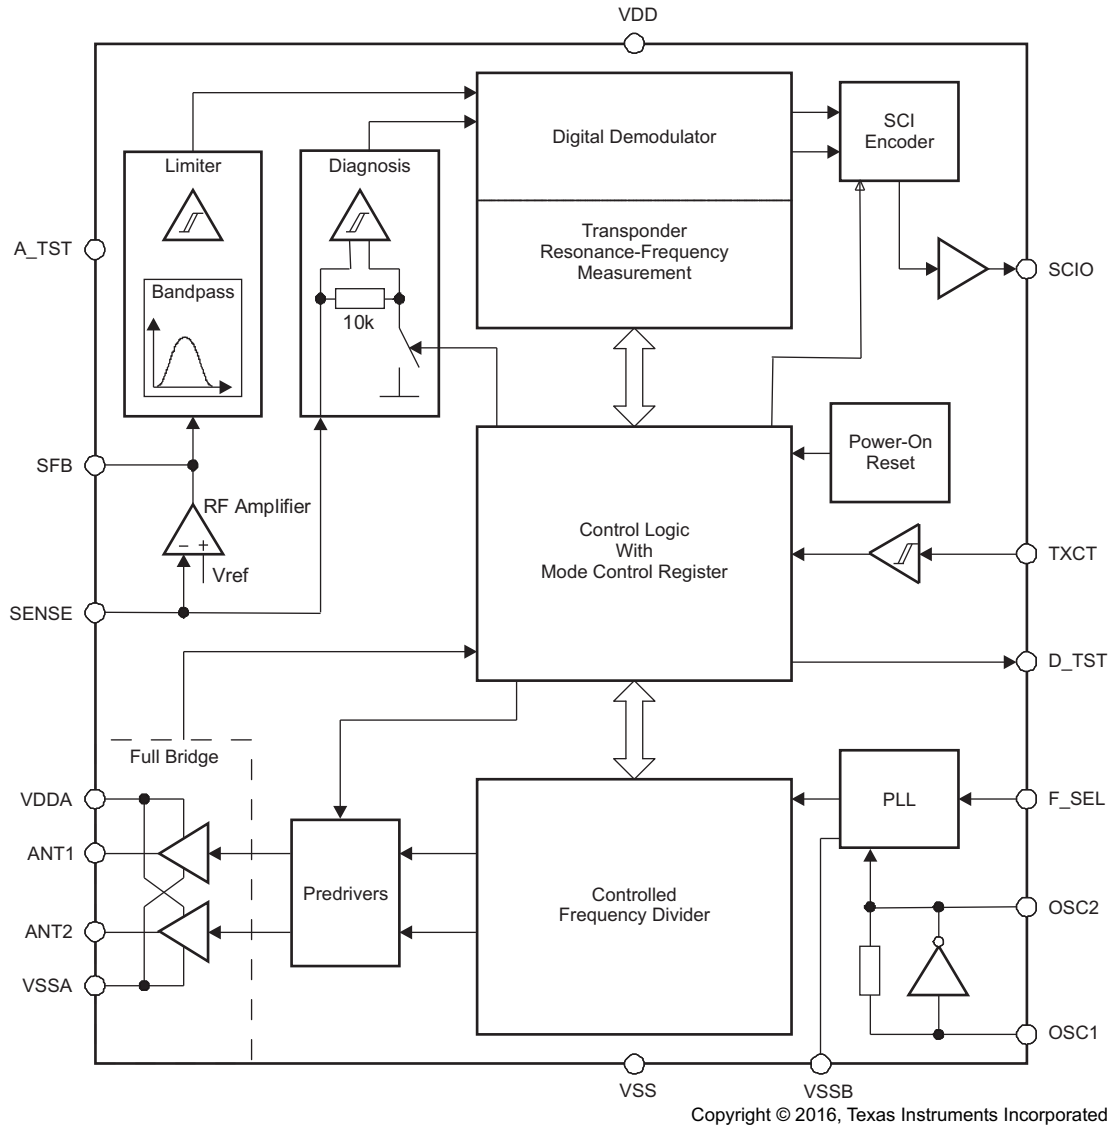 VDD
Digital Demodulator
SCI
Encoder
Limiter
Diagnosis
A_TST
Transponder
Resonance-Frequency
Measurement
SCIO
Bandpass
10k
Power-On
Reset
SFB
RF Amplifier
− +
Vref
Control Logic
With
Mode Control Register
TXCT
SENSE
D_TST
Full Bridge
VDDA
PLL
F_SEL
ANT1
Predrivers
Controlled
Frequency Divider
OSC2
ANT2
VSSA
OSC1
VSS
VSSB
Copyright © 2016, Texas Instruments Incorporated